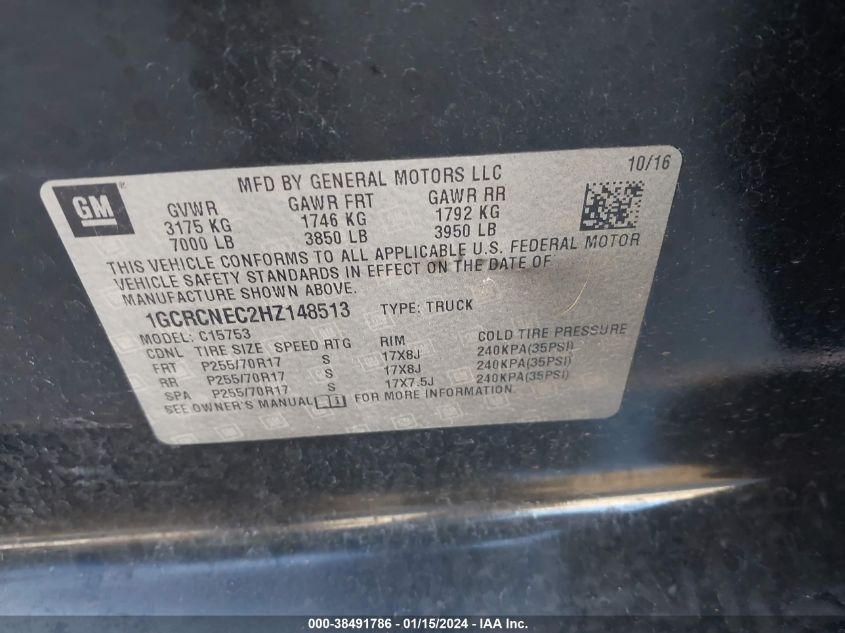 GM
MFD BY GENERAL MOTORS LLC
10/16
GVWR GAWR FRT GAWR RR
3175 KG 1746 KG 1792 KG
7000 LB 3850 LB 3950 LB
THIS VEHICLE CONFORMS TO ALL APPLICABLE U.S. FEDERAL MOTOR
VEHICLE SAFETY STANDARDS IN EFFECT ON THE DATE OF
MANUFACTURE SHOWN ABOVE.
1GCRCNEC2HZ148513 TYPE: TRUCK
MODEL: C15753
CDNL TIRE SIZE SPEED RTG RIM COLD TIRE PRESSURE
FRT P255/70R17 S 17X8J 240KPA(35PSI)
RR P255/70R17 S 17X8J 240KPA(35PSI)
SPA P255/70R17 S 17X7.5J 240KPA(35PSI)
SEE OWNER'S MANUAL FOR MORE INFORMATION.
000-38491786 - 01/15/2024 - IAA Inc.